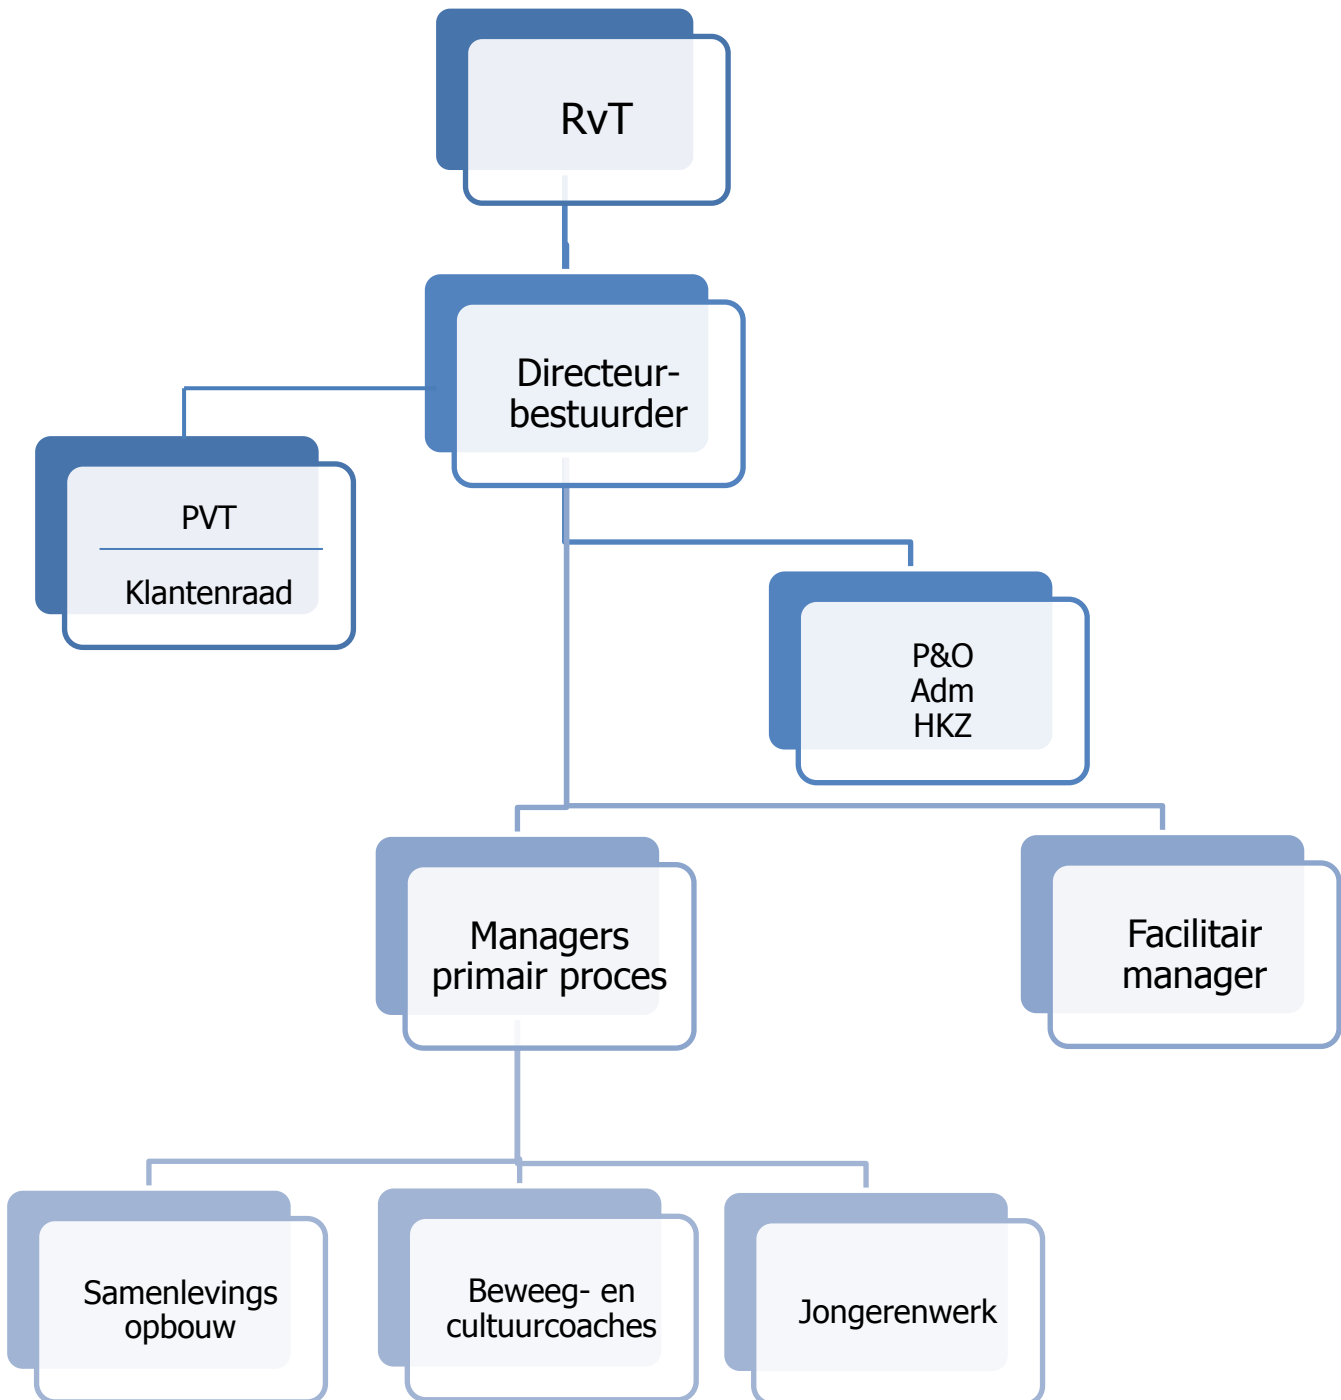 RvT
Directeur-
bestuurder
PVT
Klantenraad
P&O
Adm
HKZ
Managers
primair proces
Facilitair
manager
Samenlevings
opbouw
Beweeg- en
cultuurcoaches
Jongerenwerk